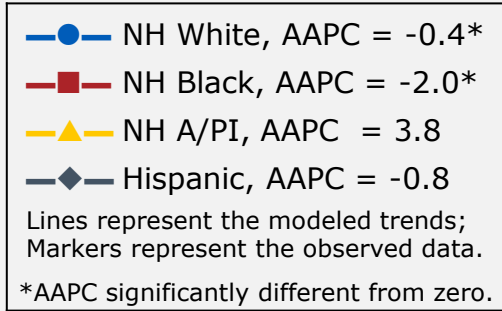 NH White, AAPC = -0.4*
NH Black, AAPC = -2.0*
NH A/PI, AAPC = 3.8
Hispanic, AAPC = -0.8
Lines represent the modeled trends;
Markers represent the observed data.
*AAPC significantly different from zero.